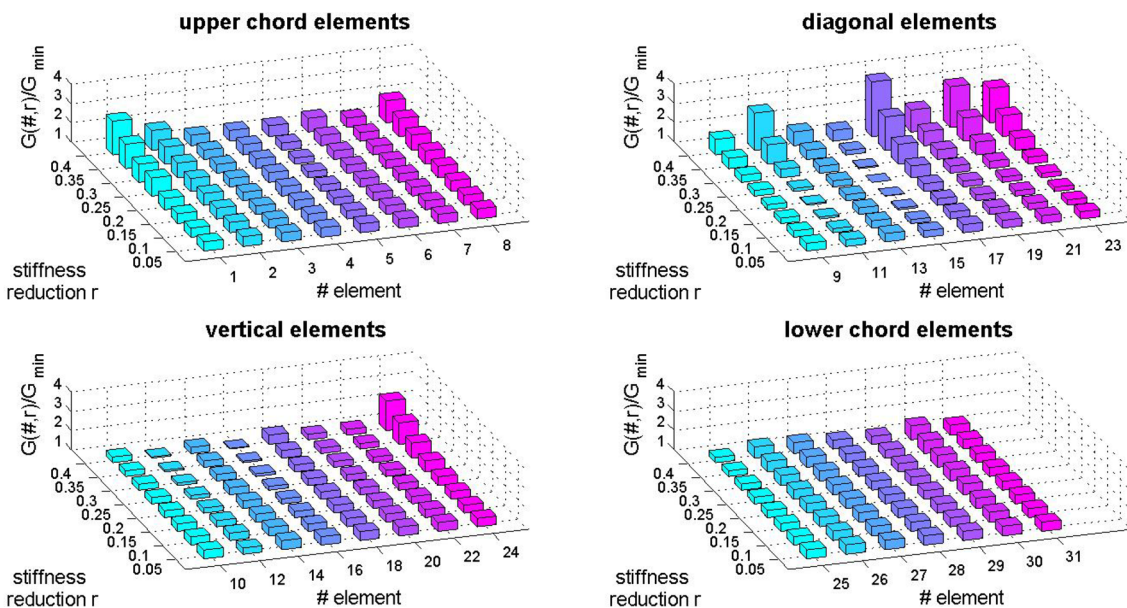 upper chord elements
G(#,r)/G min
4
3
2
1
0.4
0.35
0.3
0.25
0.2
0.15
0.1
0.05
stiffness
reduction r
1 2 3 4 5 6 7 8
# element
diagonal elements
G(#,r)/G min
4
3
2
1
0.4
0.35
0.3
0.25
0.2
0.15
0.1
0.05
stiffness
reduction r
9 11 13 15 17 19 21 23
# element
vertical elements
G(#,r)/G min
4
3
2
1
0.4
0.35
0.3
0.25
0.2
0.15
0.1
0.05
stiffness
reduction r
10 12 14 16 18 20 22 24
# element
lower chord elements
G(#,r)/G min
4
3
2
1
0.4
0.35
0.3
0.25
0.2
0.15
0.1
0.05
stiffness
reduction r
25 26 27 28 29 30 31
# element